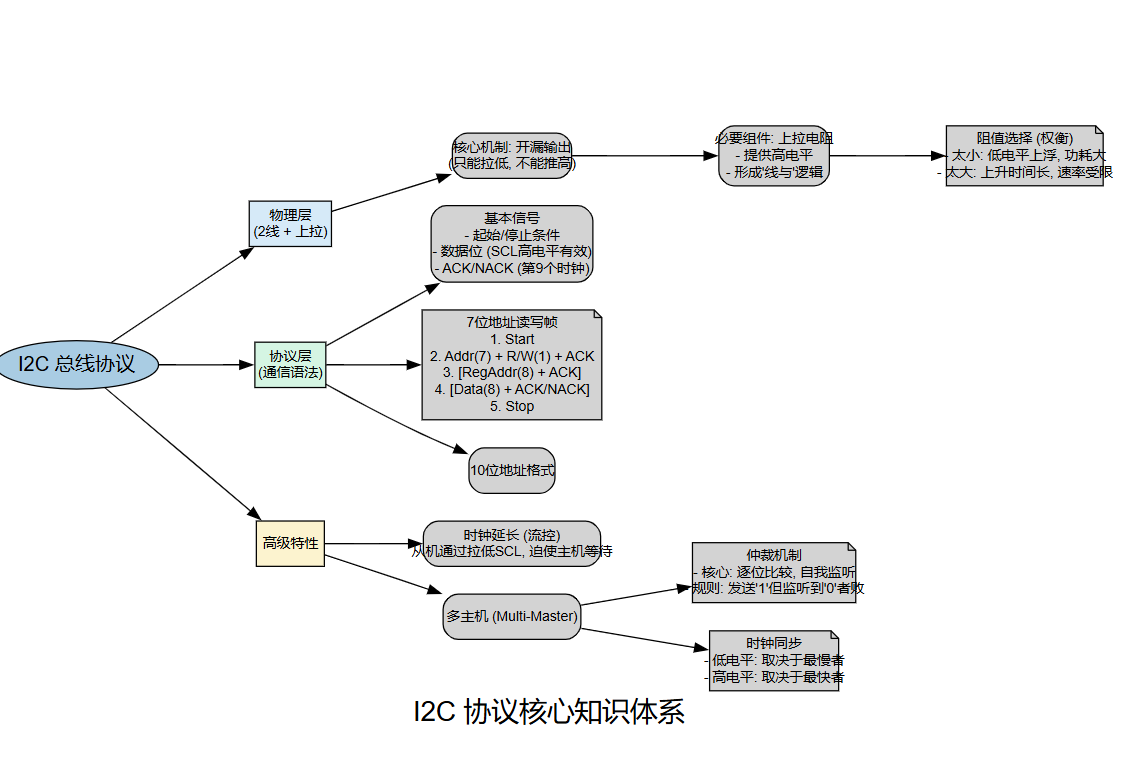 I2C 总线协议
物理层
(2线 + 上拉)
核心机制: 开漏输出
(只能拉低, 不能推高)
必要组件: 上拉电阻
- 提供高电平
- 形成'线与'逻辑
阻值选择 (权衡)
- 太小: 低电平上浮, 功耗大
- 太大: 上升时间长, 速率受限
协议层
(通信语法)
基本信号
- 起始/停止条件
- 数据位 (SCL高电平有效)
- ACK/NACK (第9个时钟)
7位地址读写帧
1. Start
2. Addr(7) + R/W(1) + ACK
3. [RegAddr(8) + ACK]
4. [Data(8) + ACK/NACK]
5. Stop
10位地址格式
高级特性
时钟延长 (流控)
从机通过拉低SCL, 迫使主机等待
多主机 (Multi-Master)
仲裁机制
- 核心: 逐位比较, 自我监听
规则: 发送'1'但监听到'0'者败
时钟同步
- 低电平: 取决于最慢者
- 高电平: 取决于最快者
I2C 协议核心知识体系